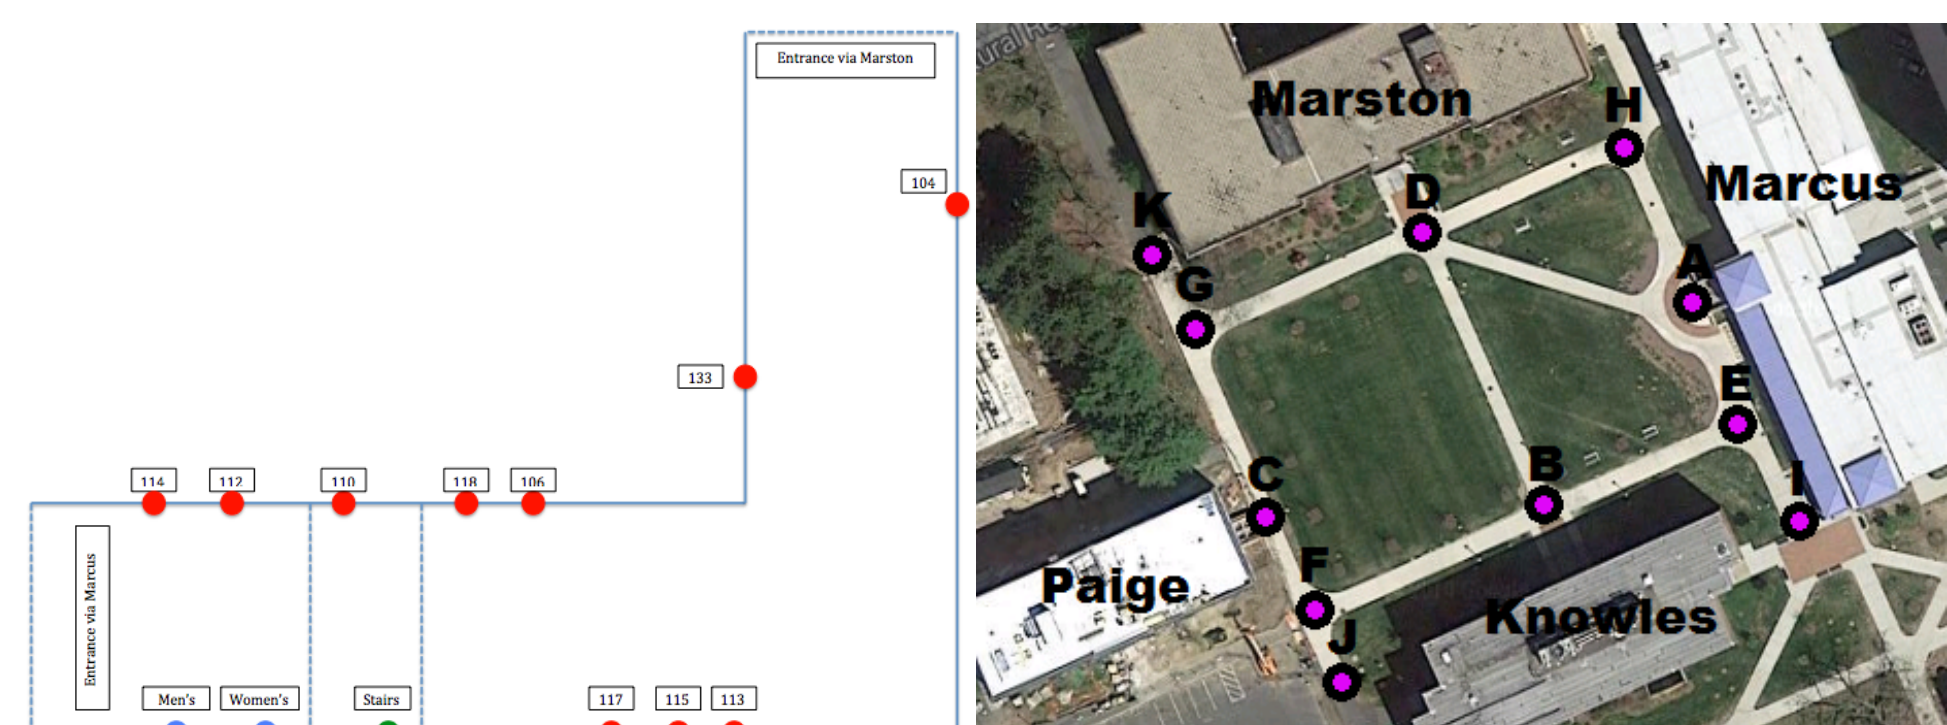 Entrance via Marston
104
133
114
112
110
118
106
Entrance via Marcus
Men's
Women's
Stairs
117
115
113
Marston
H
Marcus
D
K
G
A
E
B
C
I
F
Paige
Knowles
J